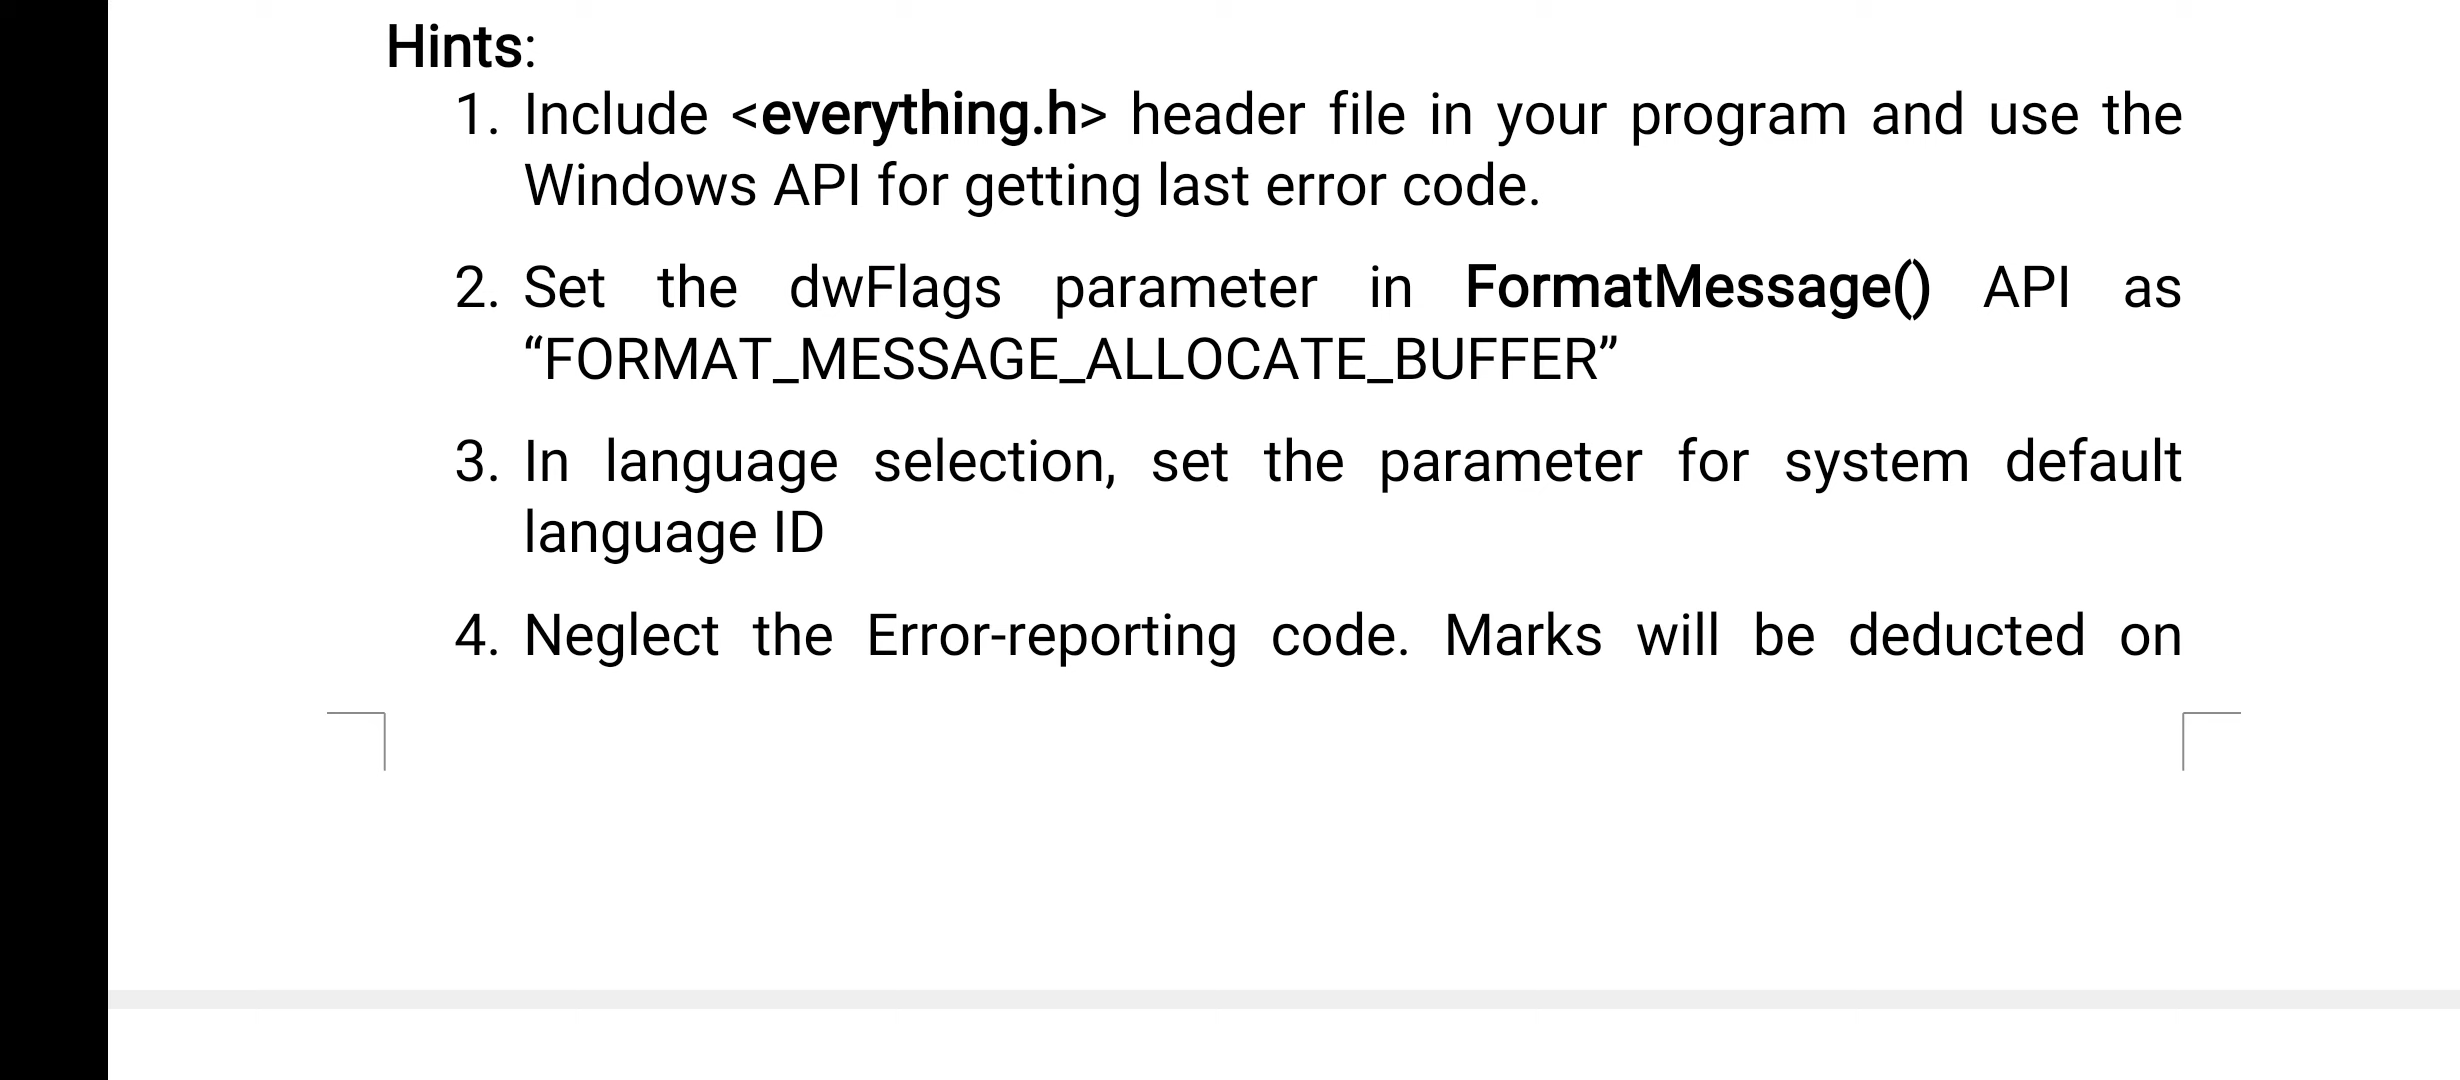 Hints:
1. Include <everything.h> header file in your program and use the
Windows API for getting last error code.
2. Set the dwFlags parameter in FormatMessage() API as
“FORMAT_MESSAGE_ALLOCATE_BUFFER”
3. In language selection, set the parameter for system default
language ID
4. Neglect the Error-reporting code. Marks will be deducted on